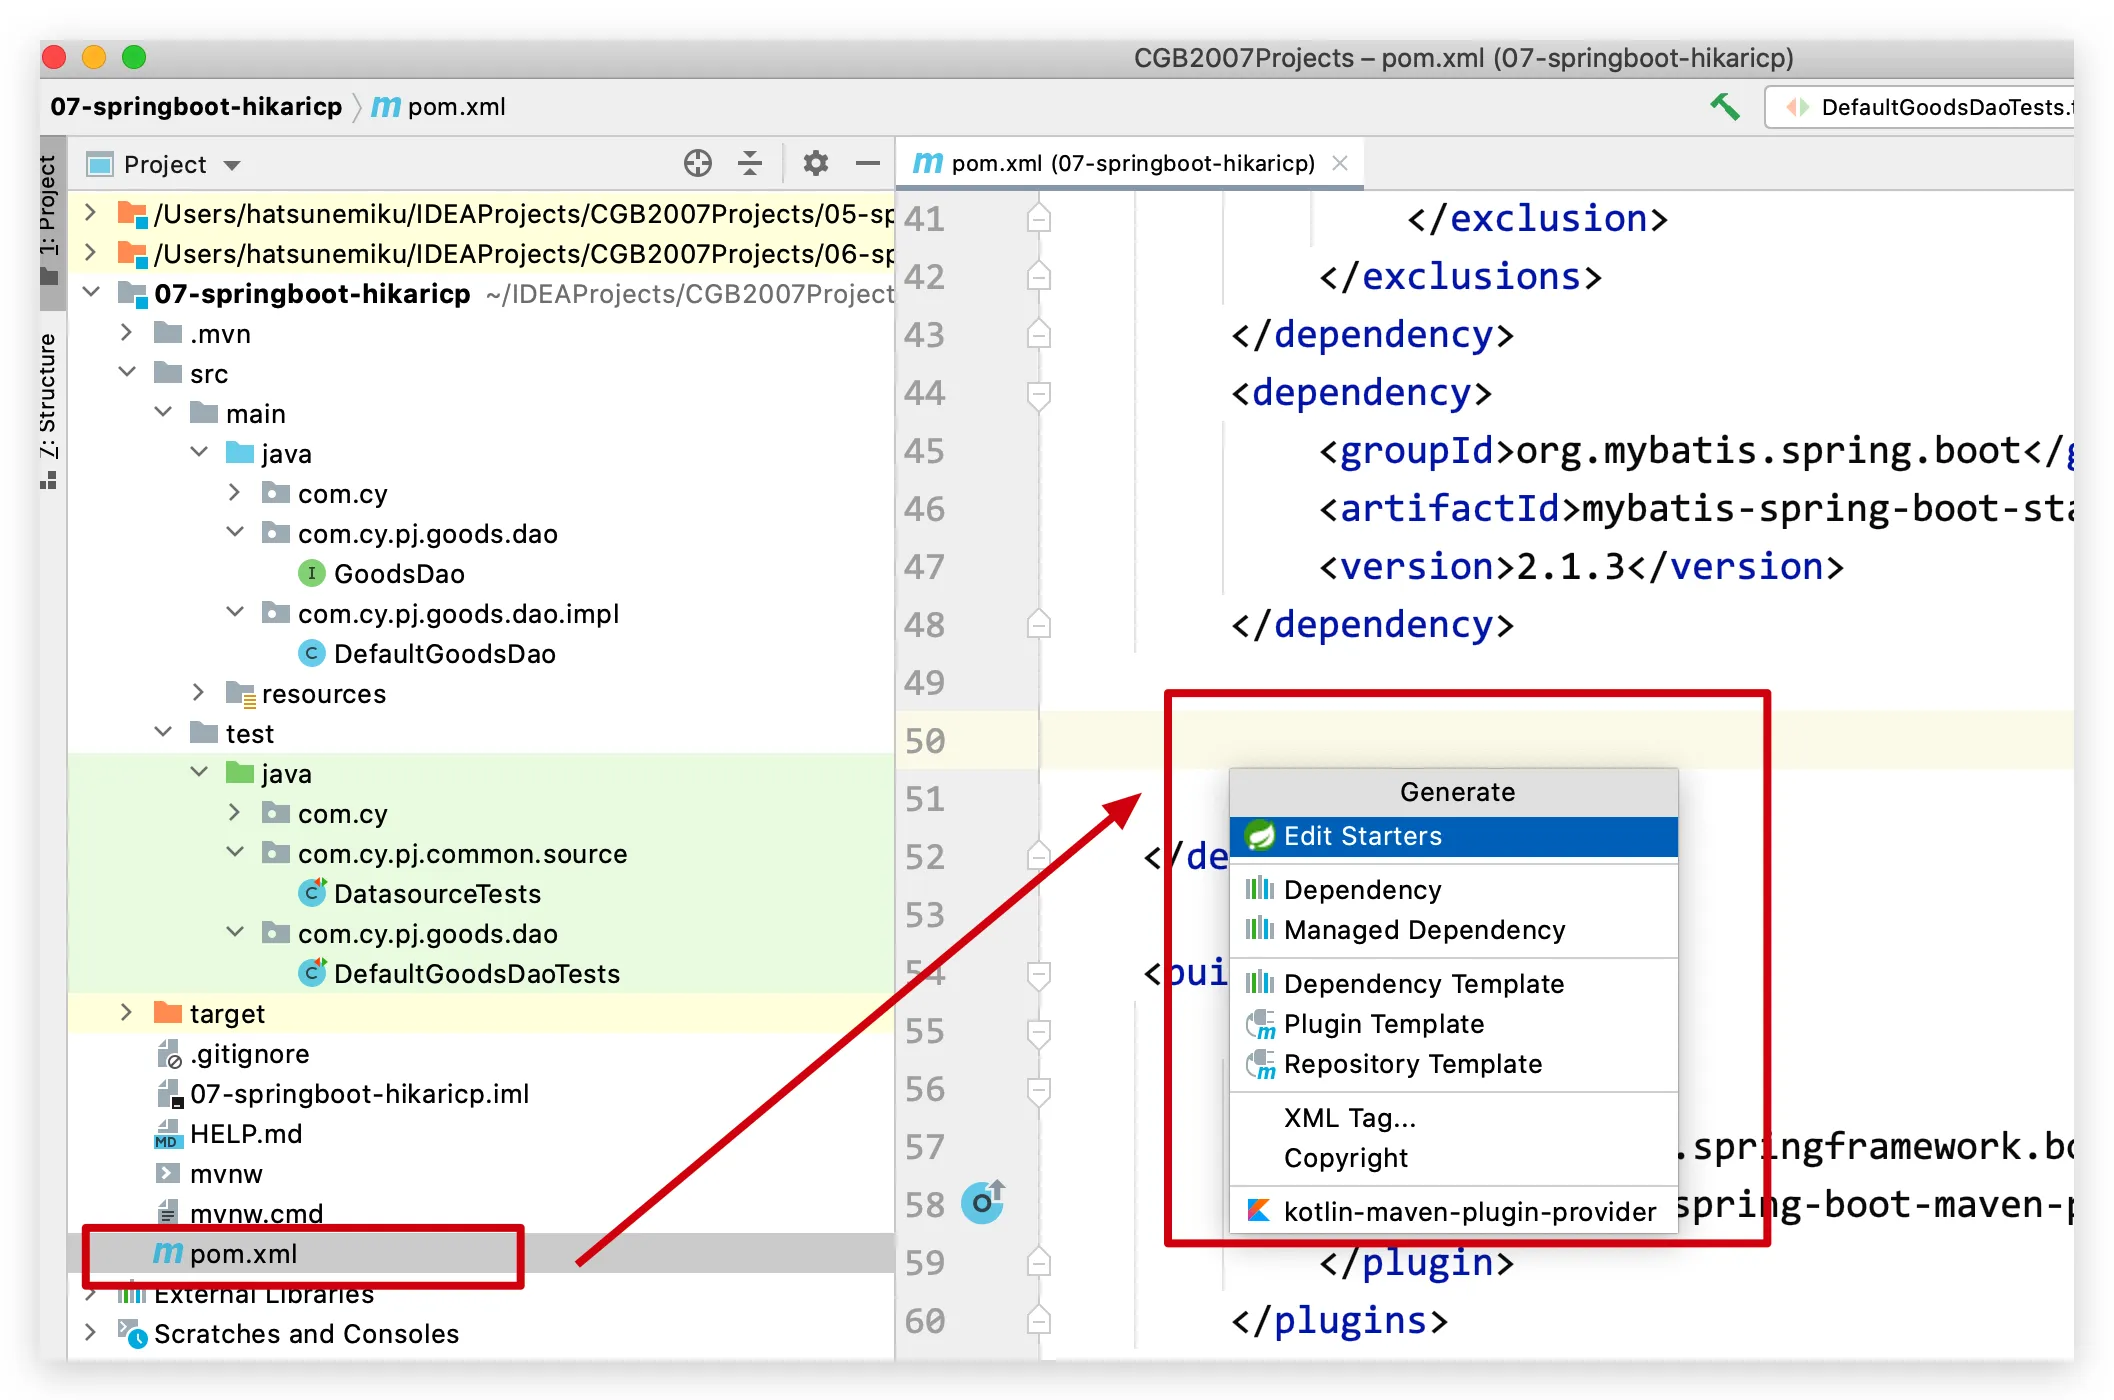 CGB2007Projects – pom.xml (07-springboot-hikaricp)
07-springboot-hikaricp
m pom.xml
DefaultGoodsDaoTests.
1: Project
Z: Structure
Project
/Users/hatsunemiku/IDEAProjects/CGB2007Projects/05-sp
/Users/hatsunemiku/IDEAProjects/CGB2007Projects/06-sp
07-springboot-hikaricp ~/IDEAProjects/CGB2007Project
.mvn
src
main
java
com.cy
com.cy.pj.goods.dao
I GoodsDao
com.cy.pj.goods.dao.impl
C DefaultGoodsDao
resources
test
java
com.cy
com.cy.pj.common.source
C DatasourceTests
com.cy.pj.goods.dao
C DefaultGoodsDaoTests
target
.gitignore
07-springboot-hikaricp.iml
MD HELP.md
mvnw
mvnw.cmd
m pom.xml
External Libraries
Scratches and Consoles
m pom.xml (07-springboot-hikaricp)
41 </exclusion>
42 </exclusions>
43 </dependency>
44 <dependency>
45 <groupId>org.mybatis.spring.boot</g
46 <artifactId>mybatis-spring-boot-sta
47 <version>2.1.3</version>
48 </dependency>
49
50
51
52 </de
53
54 <bui
55
56
57 .springframework.bo
58 spring-boot-maven-p
59 </plugin>
60 </plugins>
Generate
Edit Starters
Dependency
Managed Dependency
Dependency Template
Plugin Template
Repository Template
XML Tag...
Copyright
kotlin-maven-plugin-provider